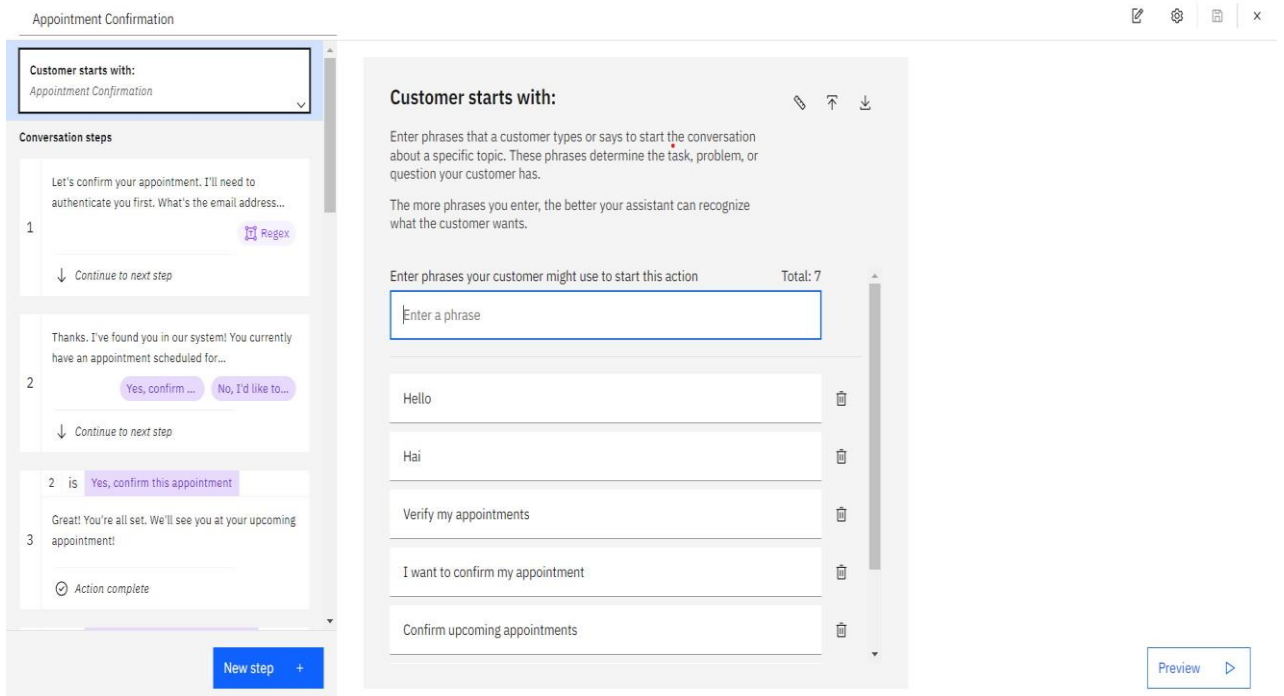 Appointment Confirmation
Customer starts with:
Appointment Confirmation
Conversation steps
1
Let's confirm your appointment. I'll need to
authenticate you first. What's the email address...
Regex
Continue to next step
2
Thanks. I've found you in our system! You currently
have an appointment scheduled for...
Yes, confirm ... No, I'd like to...
Continue to next step
2 is Yes, confirm this appointment
3
Great! You're all set. We'll see you at your upcoming
appointment!
Action complete
New step +
Customer starts with:
Enter phrases that a customer types or says to start the conversation
about a specific topic. These phrases determine the task, problem, or
question your customer has.
The more phrases you enter, the better your assistant can recognize
what the customer wants.
Enter phrases your customer might use to start this action Total: 7
Enter a phrase
Hello
Hai
Verify my appointments
I want to confirm my appointment
Confirm upcoming appointments
Preview